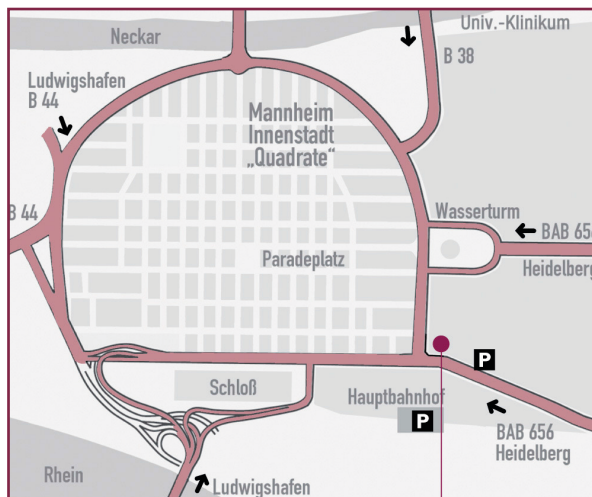 Univ.-Klinikum
Neckar
B 38
Ludwigshafen
B 44
Mannheim
Innenstadt
„Quadrate“
B 44
Wasserturm
BAB 656
Heidelberg
Paradeplatz
P
Schloß
Hauptbahnhof
P
BAB 656
Heidelberg
Rhein
Ludwigshafen